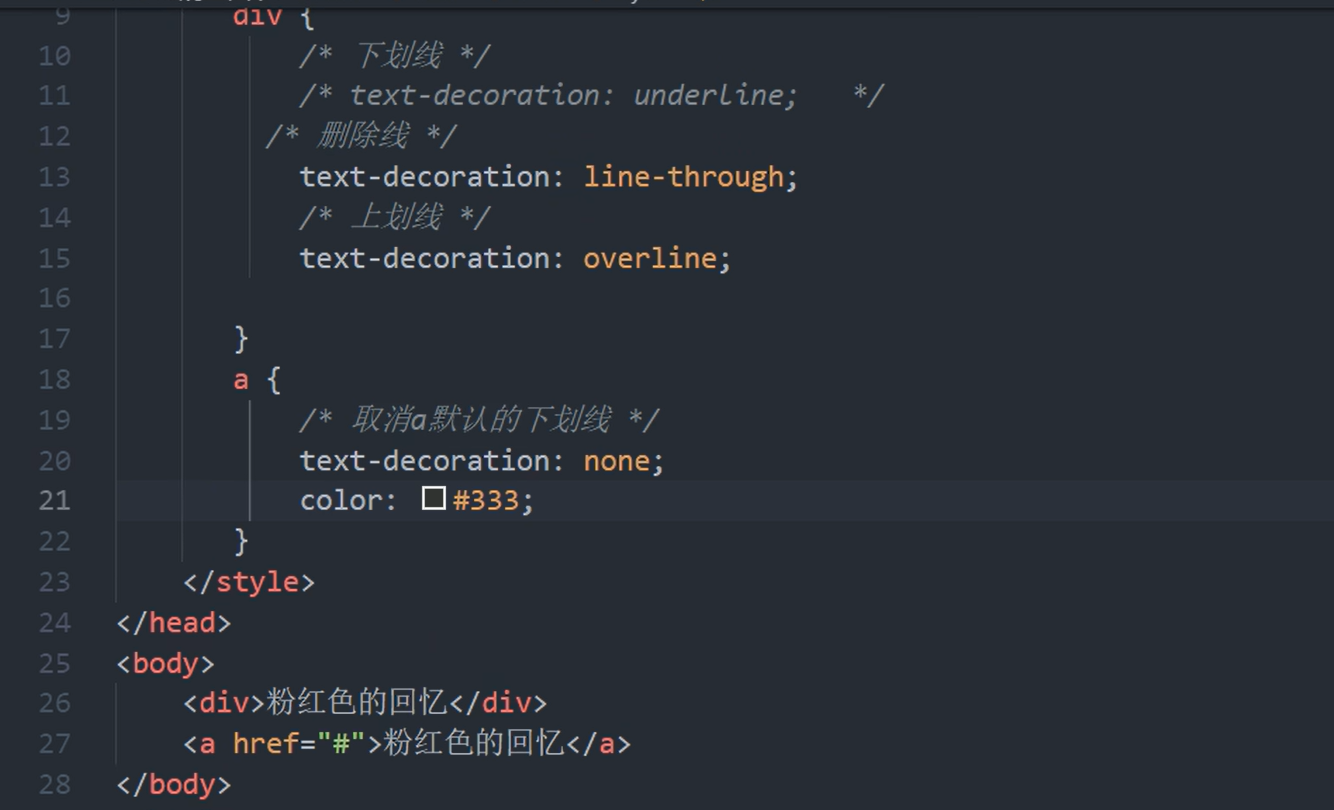 9 div {
10 /* 下划线 */
11 /* text-decoration: underline; */
12 /* 删除线 */
13 text-decoration: line-through;
14 /* 上划线 */
15 text-decoration: overline;
16
17 }
18 a {
19 /* 取消a默认的下划线 */
20 text-decoration: none;
21 color: #333;
22 }
23 </style>
24 </head>
25 <body>
26 <div>粉红色的回忆</div>
27 <a href="#">粉红色的回忆</a>
28 </body>